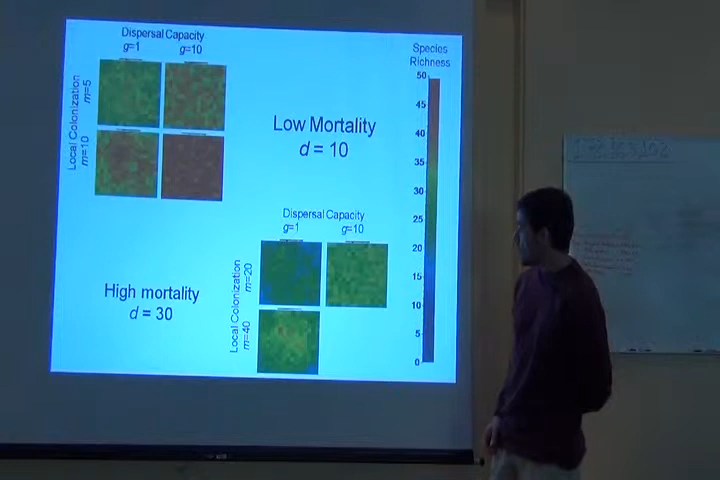 Dispersal Capacity
g=1 g=10
Local Colonization
m=5
m=10
Low Mortality
d = 10
Species
Richness
50
45
40
35
30
25
20
15
10
5
0
Dispersal Capacity
g=1 g=10
Local Colonization
m=20
m=40
High mortality
d = 30